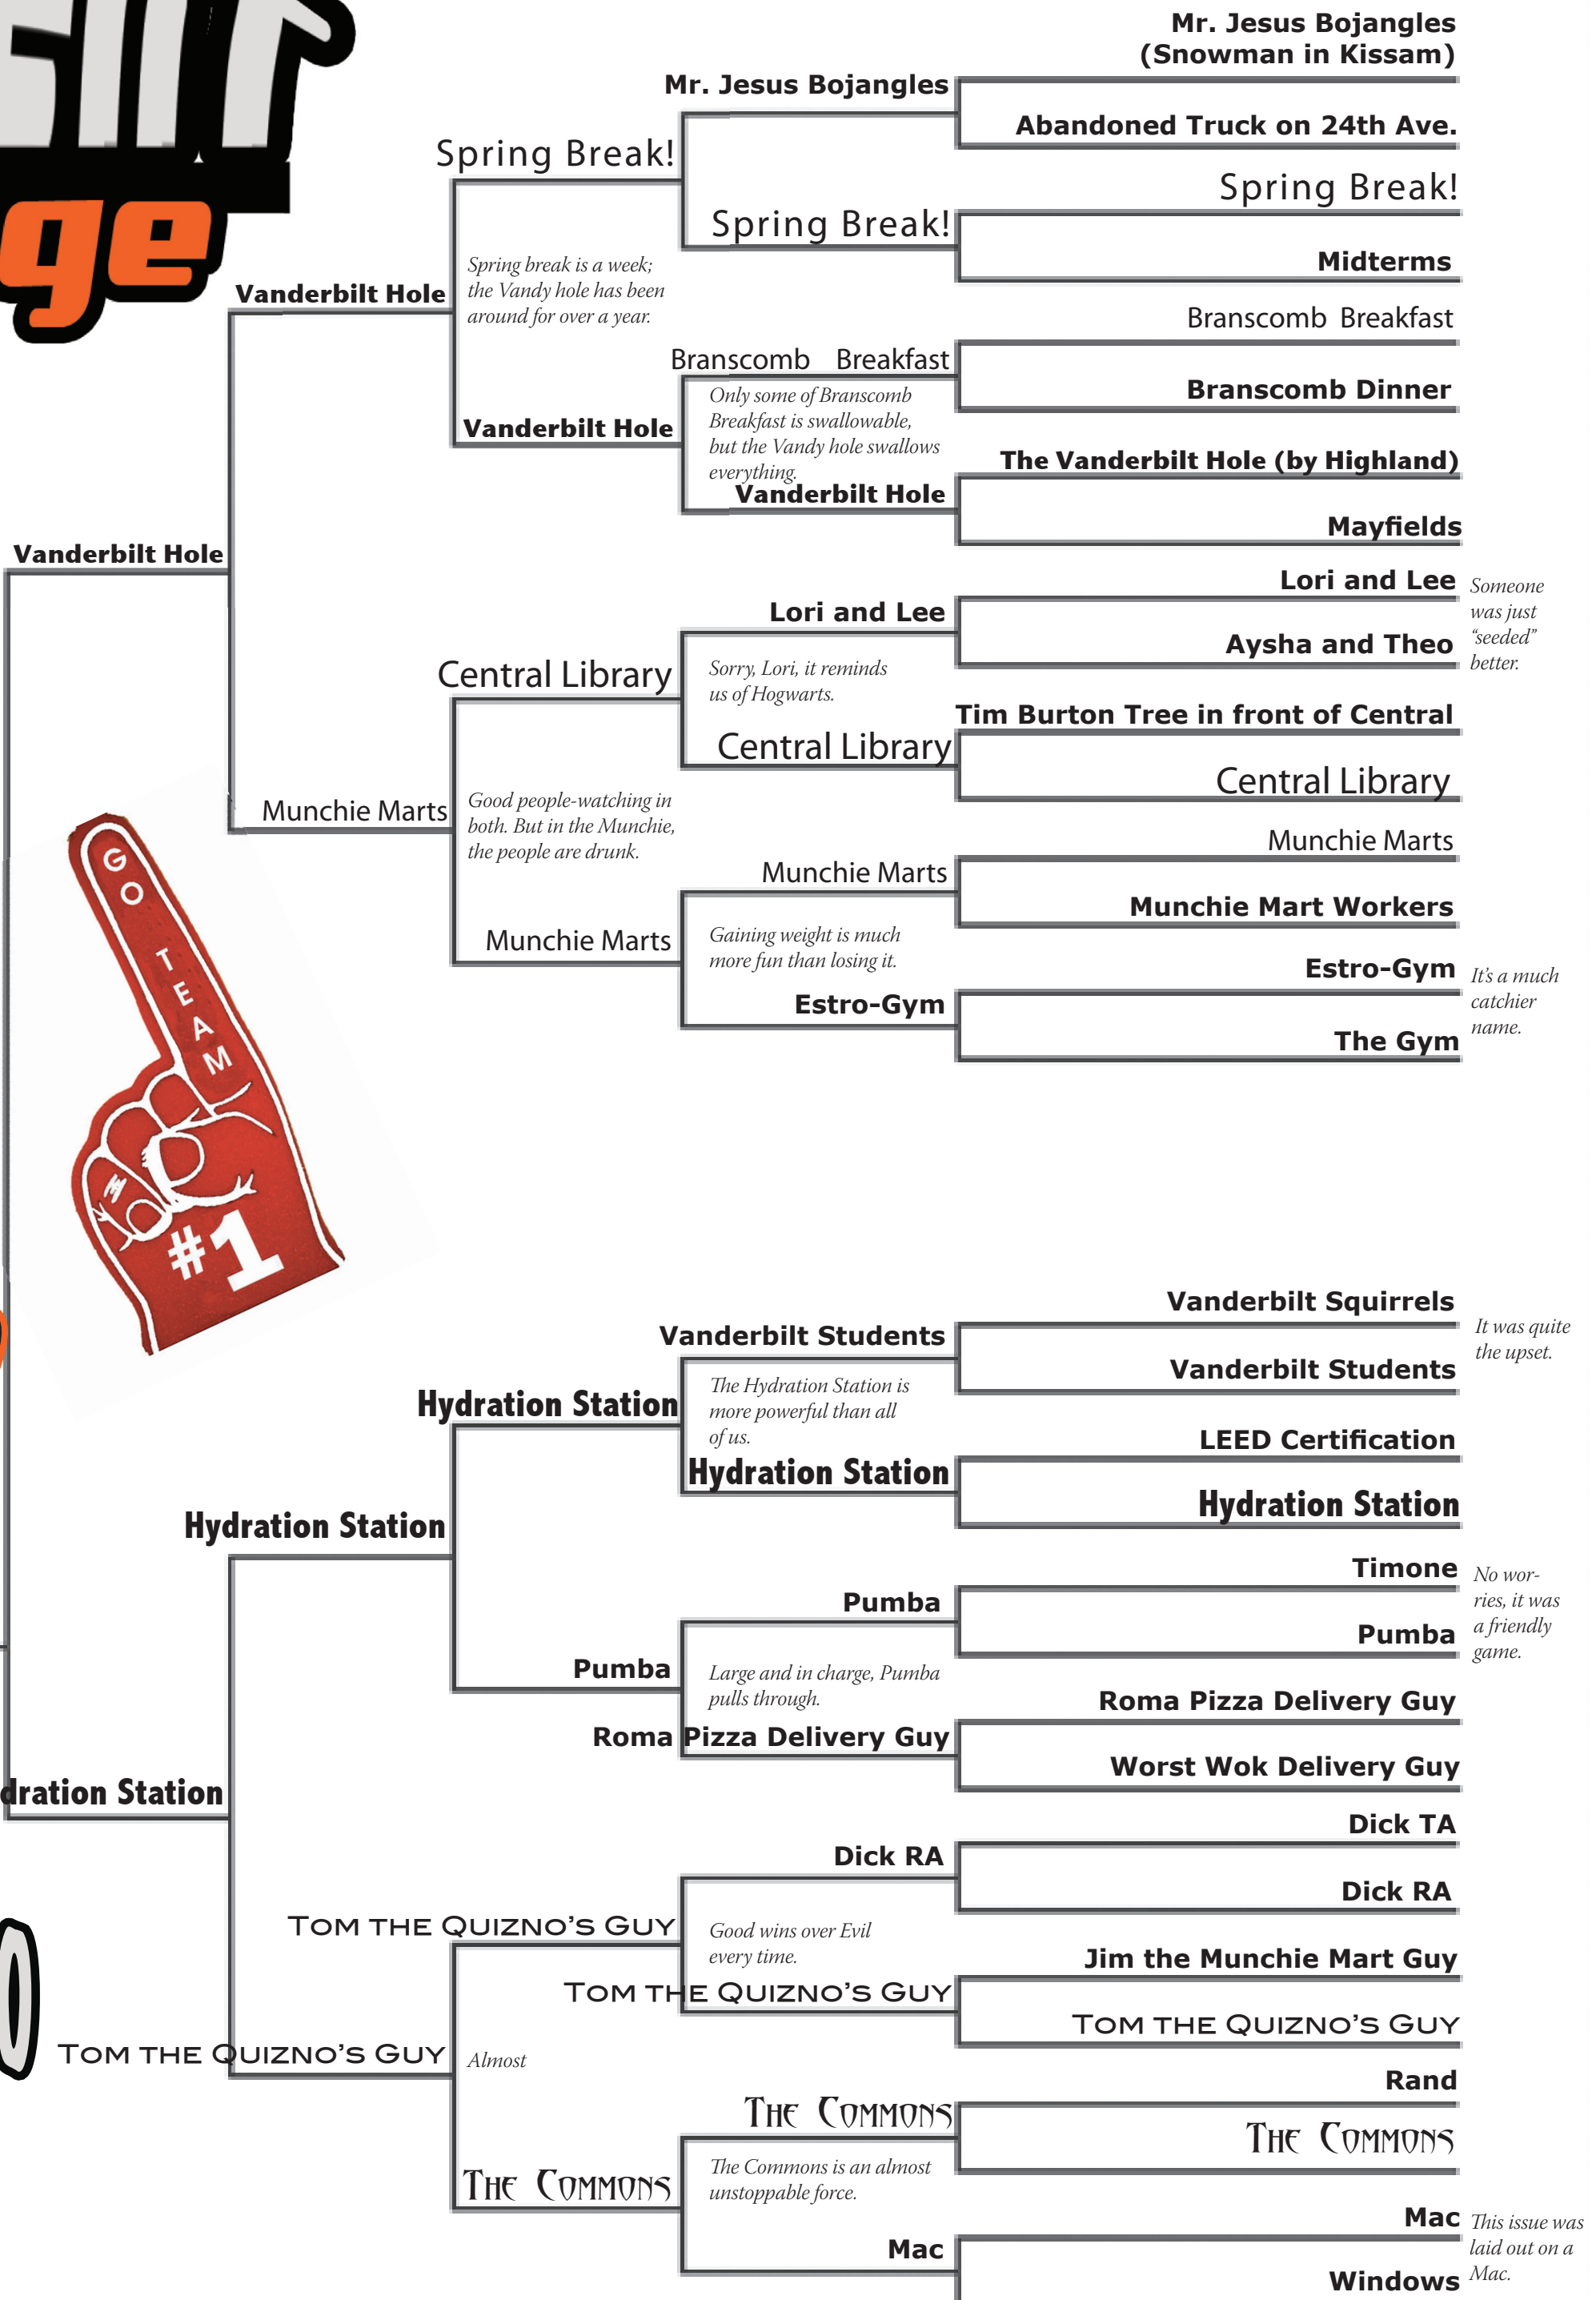 ge
Mr. Jesus Bojangles
(Snowman in Kissam)
Mr. Jesus Bojangles
Abandoned Truck on 24th Ave.
Spring Break!
Spring Break!
Spring Break!
Midterms
Spring break is a week;
the Vandy hole has been
around for over a year.
Vanderbilt Hole
Branscomb Breakfast
Branscomb Breakfast
Branscomb Dinner
Only some of Branscomb
Breakfast is swallowable,
but the Vandy hole swallows
everything.
Vanderbilt Hole
The Vanderbilt Hole (by Highland)
Vanderbilt Hole
Mayfields
Vanderbilt Hole
Lori and Lee
Someone
was just
“seeded”
better.
Lori and Lee
Aysha and Theo
Central Library
Sorry, Lori, it reminds
us of Hogwarts.
Tim Burton Tree in front of Central
Central Library
Central Library
Munchie Marts
Good people-watching in
both. But in the Munchie,
the people are drunk.
Munchie Marts
Munchie Marts
Munchie Mart Workers
Munchie Marts
Gaining weight is much
more fun than losing it.
Estro-Gym
It's a much
catchier
name.
Estro-Gym
The Gym
GO TEAM
#1
Vanderbilt Squirrels
It was quite
the upset.
Vanderbilt Students
Vanderbilt Students
Hydration Station
The Hydration Station is
more powerful than all
of us.
LEED Certification
Hydration Station
Hydration Station
Hydration Station
Timone
No wor-
ries, it was
a friendly
game.
Pumba
Pumba
Pumba
Large and in charge, Pumba
pulls through.
Roma Pizza Delivery Guy
Roma Pizza Delivery Guy
Worst Wok Delivery Guy
dration Station
Dick TA
Dick RA
Dick RA
Tom the Quizno's Guy
Good wins over Evil
every time.
Jim the Munchie Mart Guy
Tom the Quizno's Guy
Tom the Quizno's Guy
Tom the Quizno's Guy
Almost
Rand
The Commons
The Commons
The Commons
The Commons is an almost
unstoppable force.
Mac
This issue was
laid out on a
Mac.
Mac
Windows